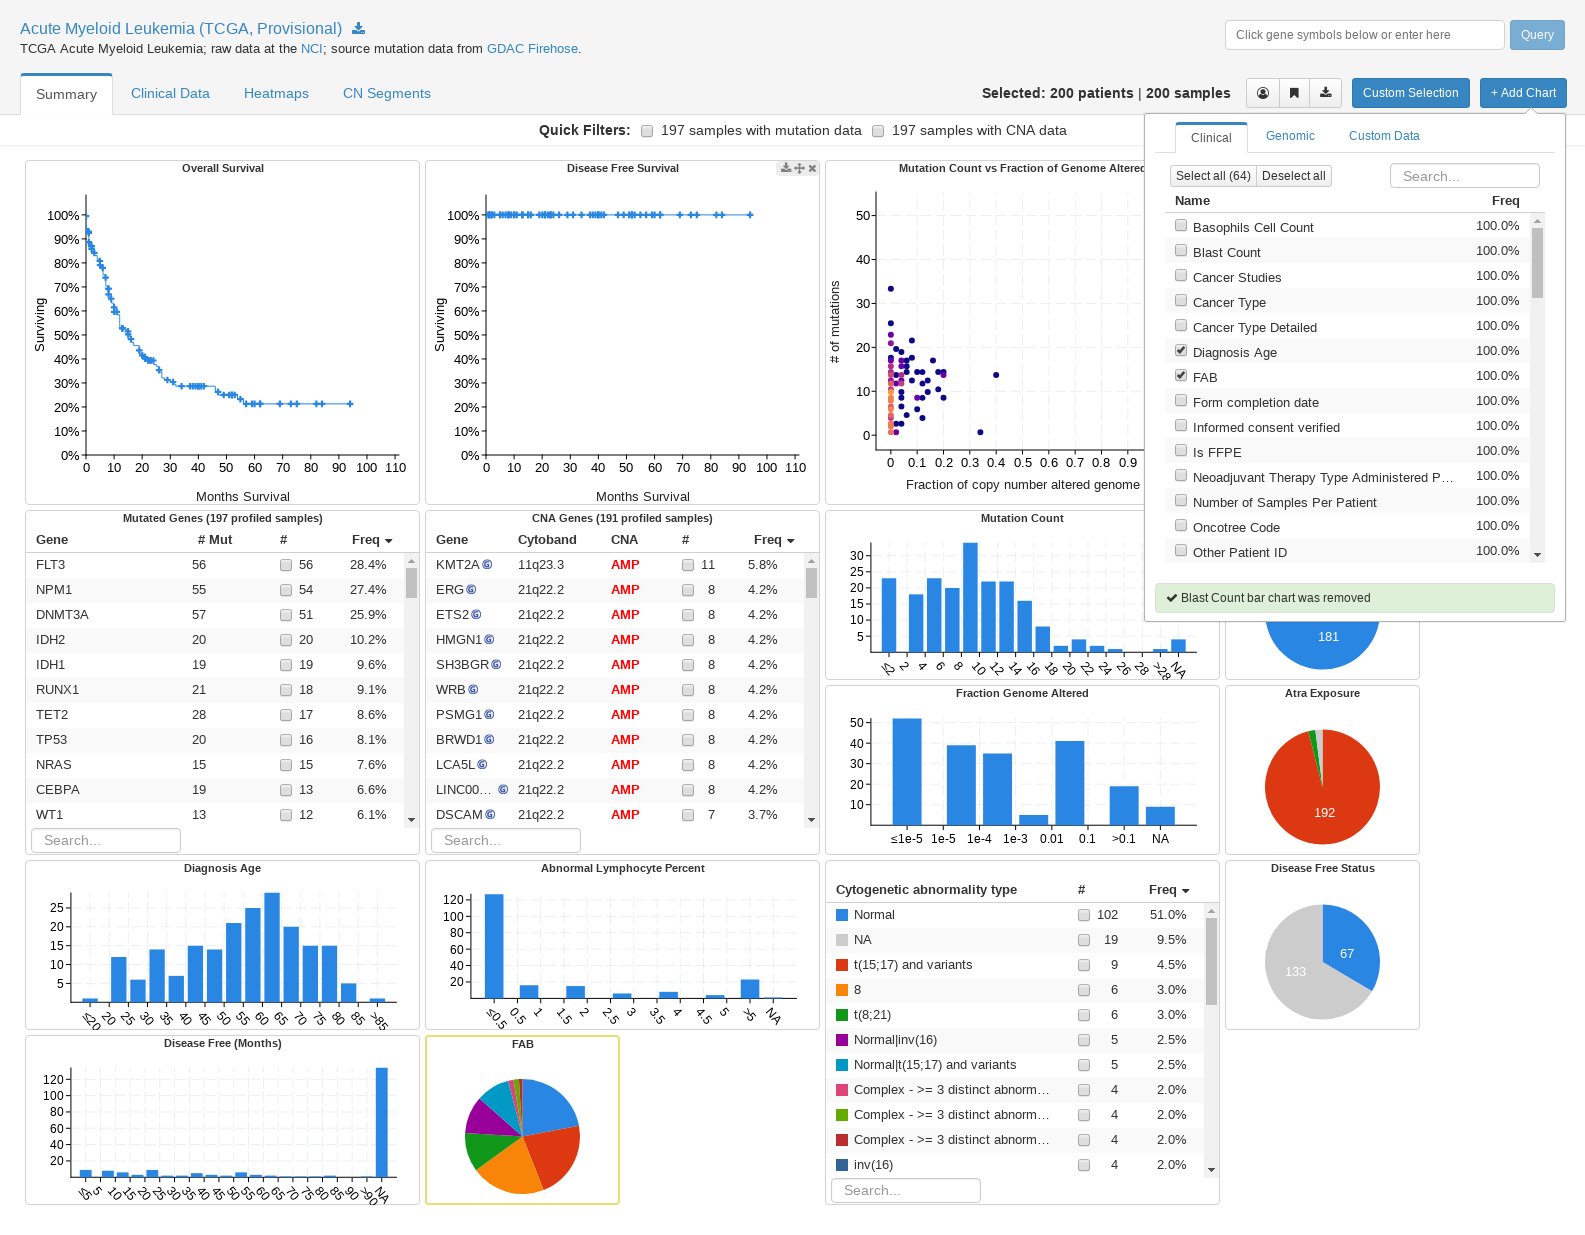 Acute Myeloid Leukemia (TCGA, Provisional)
TCGA Acute Myeloid Leukemia; raw data at the NCI; source mutation data from GDAC Firehose.
Click gene symbols below or enter here
Query
Summary
Clinical Data
Heatmaps
CN Segments
Selected: 200 patients | 200 samples
Custom Selection
+ Add Chart
Quick Filters:
197 samples with mutation data
197 samples with CNA data
Clinical
Genomic
Custom Data
Select all (64)
Deselect all
Search...
Name Freq
Basophils Cell Count 100.0%
Blast Count 100.0%
Cancer Studies 100.0%
Cancer Type 100.0%
Cancer Type Detailed 100.0%
Diagnosis Age 100.0%
FAB 100.0%
Form completion date 100.0%
Informed consent verified 100.0%
Is FFPE 100.0%
Neoadjuvant Therapy Type Administered P... 100.0%
Number of Samples Per Patient 100.0%
Oncotree Code 100.0%
Other Patient ID 100.0%
Blast Count bar chart was removed
Overall Survival
Surviving
100%
90%
80%
70%
60%
50%
40%
30%
20%
10%
0%
0 10 20 30 40 50 60 70 80 90 100 110
Months Survival
Disease Free Survival
Surviving
100%
90%
80%
70%
60%
50%
40%
30%
20%
10%
0%
0 10 20 30 40 50 60 70 80 90 100 110
Months Survival
Mutation Count vs Fraction of Genome Altered
# of mutations
50
40
30
20
10
0
0 0.1 0.2 0.3 0.4 0.5 0.6 0.7 0.8 0.9
Fraction of copy number altered genome
Mutated Genes (197 profiled samples)
Gene # Mut # Freq
FLT3 56 56 28.4%
NPM1 55 54 27.4%
DNMT3A 57 51 25.9%
IDH2 20 20 10.2%
IDH1 19 19 9.6%
RUNX1 21 18 9.1%
TET2 28 17 8.6%
TP53 20 16 8.1%
NRAS 15 15 7.6%
CEBPA 19 13 6.6%
WT1 13 12 6.1%
Search...
CNA Genes (191 profiled samples)
Gene Cytoband CNA # Freq
KMT2A G 11q23.3 AMP 11 5.8%
ERG G 21q22.2 AMP 8 4.2%
ETS2 G 21q22.2 AMP 8 4.2%
HMGN1 G 21q22.2 AMP 8 4.2%
SH3BGR G 21q22.2 AMP 8 4.2%
WRB G 21q22.2 AMP 8 4.2%
PSMG1 G 21q22.2 AMP 8 4.2%
BRWD1 G 21q22.2 AMP 8 4.2%
LCA5L G 21q22.2 AMP 8 4.2%
LINC00... G 21q22.2 AMP 8 4.2%
DSCAM G 21q22.2 AMP 7 3.7%
Search...
Mutation Count
30
25
20
15
10
5
≤2 2 4 6 8 10 12 14 16 18 20 22 24 26 28 >28 NA
181
Fraction Genome Altered
50
40
30
20
10
≤1e-5 1e-5 1e-4 1e-3 0.01 0.1 >0.1 NA
Atra Exposure
192
Diagnosis Age
25
20
15
10
5
≤20 20 25 30 35 40 45 50 55 60 65 70 75 80 85 >85
Abnormal Lymphocyte Percent
120
100
80
60
40
20
≤0.5 0.5 1 1.5 2 2.5 3 3.5 4 4.5 5 >5 NA
Cytogenetic abnormality type # Freq
Normal 102 51.0%
NA 19 9.5%
t(15;17) and variants 9 4.5%
8 6 3.0%
t(8;21) 6 3.0%
Normal|inv(16) 5 2.5%
Normal|t(15;17) and variants 5 2.5%
Complex - >= 3 distinct abnorm... 4 2.0%
Complex - >= 3 distinct abnorm... 4 2.0%
Complex - >= 3 distinct abnorm... 4 2.0%
inv(16) 4 2.0%
Search...
Disease Free Status
67
133
Disease Free (Months)
120
100
80
60
40
20
≤5 5 10 15 20 25 30 35 40 45 50 55 60 65 70 75 80 85 90 >90 NA
FAB